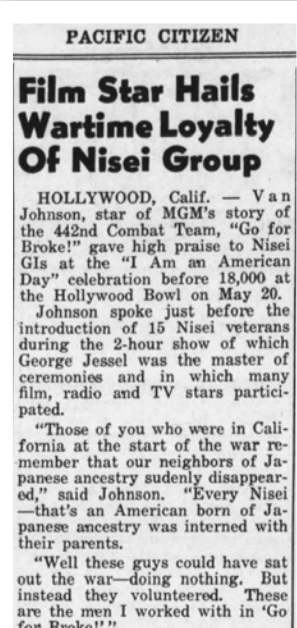 PACIFIC CITIZEN
Film Star Hails
Wartime Loyalty
Of Nisei Group
HOLLYWOOD, Calif. — Van
Johnson, star of MGM's story of
the 442nd Combat Team, "Go for
Broke!" gave high praise to Nisei
GIs at the "I Am an American
Day" celebration before 18,000 at
the Hollywood Bowl on May 20.
Johnson spoke just before the
introduction of 15 Nisei veterans
during the 2-hour show of which
George Jessel was the master of
ceremonies and in which many
film, radio and TV stars partici-
pated.
"Those of you who were in Cali-
fornia at the start of the war re-
member that our neighbors of Ja-
panese ancestry sudenly disappear-
ed," said Johnson. "Every Nisei
—that's an American born of Ja-
panese ancestry was interned with
their parents.
"Well these guys could have sat
out the war—doing nothing. But
instead they volunteered. These
are the men I worked with in 'Go
for Broke!'"